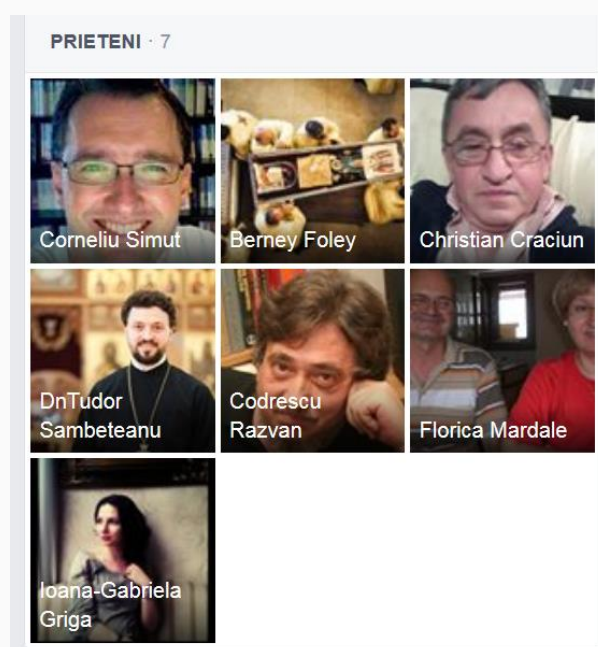 PRIETENI · 7
Corneliu Simut
Berney Foley
Christian Craciun
DnTudor
Sambeteanu
Codrescu
Razvan
Florica Mardale
Ioana-Gabriela
Griga